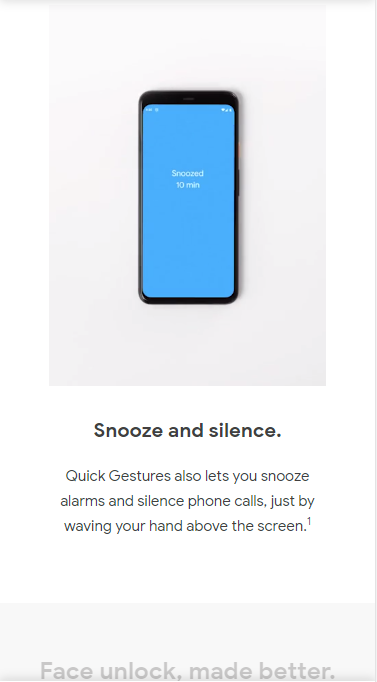 Snoozed
10 min
Snooze and silence.
Quick Gestures also lets you snooze
alarms and silence phone calls, just by
waving your hand above the screen.1
Face unlock, made better.